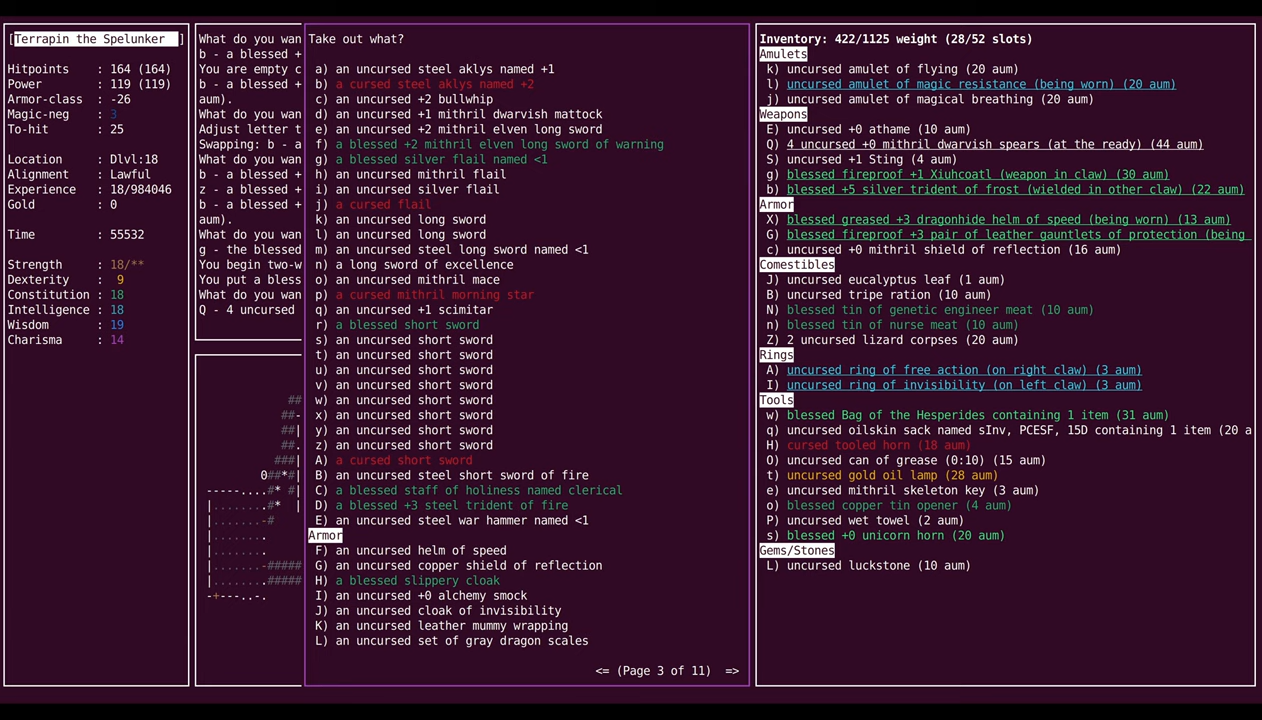 [Terrapin the Spelunker ]
Hitpoints : 164 (164)
Power : 119 (119)
Armor-class : -26
Magic-neg : 3
To-hit : 25
Location : Dlvl:18
Alignment : Lawful
Experience : 18/984046
Gold : 0
Time : 55532
Strength : 18/**
Dexterity : 9
Constitution : 18
Intelligence : 18
Wisdom : 19
Charisma : 14
What do you wan
b - a blessed +
You are empty c
b - a blessed +
aum).
What do you wan
Adjust letter t
Swapping: b - a
What do you wan
b - a blessed +
z - a blessed +
b - a blessed +
aum).
What do you wan
g - the blessed
You begin two-w
You put a bless
What do you wan
Q - 4 uncursed
##
##-
##|
##.
###|
0##*#|
-----....#* #|
|........#* |
|.......-#
|.......
|.......
|.......-#####
|........#####
-+---..-.
Take out what?
a) an uncursed steel aklys named +1
b) a cursed steel aklys named +2
c) an uncursed +2 bullwhip
d) an uncursed +1 mithril dwarvish mattock
e) an uncursed +2 mithril elven long sword
f) a blessed +2 mithril elven long sword of warning
g) a blessed silver flail named <1
h) an uncursed mithril flail
i) an uncursed silver flail
j) a cursed flail
k) an uncursed long sword
l) an uncursed long sword
m) an uncursed steel long sword named <1
n) a long sword of excellence
o) an uncursed mithril mace
p) a cursed mithril morning star
q) an uncursed +1 scimitar
r) a blessed short sword
s) an uncursed short sword
t) an uncursed short sword
u) an uncursed short sword
v) an uncursed short sword
w) an uncursed short sword
x) an uncursed short sword
y) an uncursed short sword
z) an uncursed short sword
A) a cursed short sword
B) an uncursed steel short sword of fire
C) a blessed staff of holiness named clerical
D) a blessed +3 steel trident of fire
E) an uncursed steel war hammer named <1
Armor
F) an uncursed helm of speed
G) an uncursed copper shield of reflection
H) a blessed slippery cloak
I) an uncursed +0 alchemy smock
J) an uncursed cloak of invisibility
K) an uncursed leather mummy wrapping
L) an uncursed set of gray dragon scales
<= (Page 3 of 11) =>
Inventory: 422/1125 weight (28/52 slots)
Amulets
k) uncursed amulet of flying (20 aum)
l) uncursed amulet of magic resistance (being worn) (20 aum)
j) uncursed amulet of magical breathing (20 aum)
Weapons
E) uncursed +0 athame (10 aum)
Q) 4 uncursed +0 mithril dwarvish spears (at the ready) (44 aum)
S) uncursed +1 Sting (4 aum)
g) blessed fireproof +1 Xiuhcoatl (weapon in claw) (30 aum)
b) blessed +5 silver trident of frost (wielded in other claw) (22 aum)
Armor
X) blessed greased +3 dragonhide helm of speed (being worn) (13 aum)
G) blessed fireproof +3 pair of leather gauntlets of protection (being
c) uncursed +0 mithril shield of reflection (16 aum)
Comestibles
J) uncursed eucalyptus leaf (1 aum)
B) uncursed tripe ration (10 aum)
N) blessed tin of genetic engineer meat (10 aum)
n) blessed tin of nurse meat (10 aum)
Z) 2 uncursed lizard corpses (20 aum)
Rings
A) uncursed ring of free action (on right claw) (3 aum)
I) uncursed ring of invisibility (on left claw) (3 aum)
Tools
w) blessed Bag of the Hesperides containing 1 item (31 aum)
q) uncursed oilskin sack named sInv, PCESF, 15D containing 1 item (20 a
H) cursed tooled horn (18 aum)
O) uncursed can of grease (0:10) (15 aum)
t) uncursed gold oil lamp (28 aum)
e) uncursed mithril skeleton key (3 aum)
o) blessed copper tin opener (4 aum)
P) uncursed wet towel (2 aum)
s) blessed +0 unicorn horn (20 aum)
Gems/Stones
L) uncursed luckstone (10 aum)